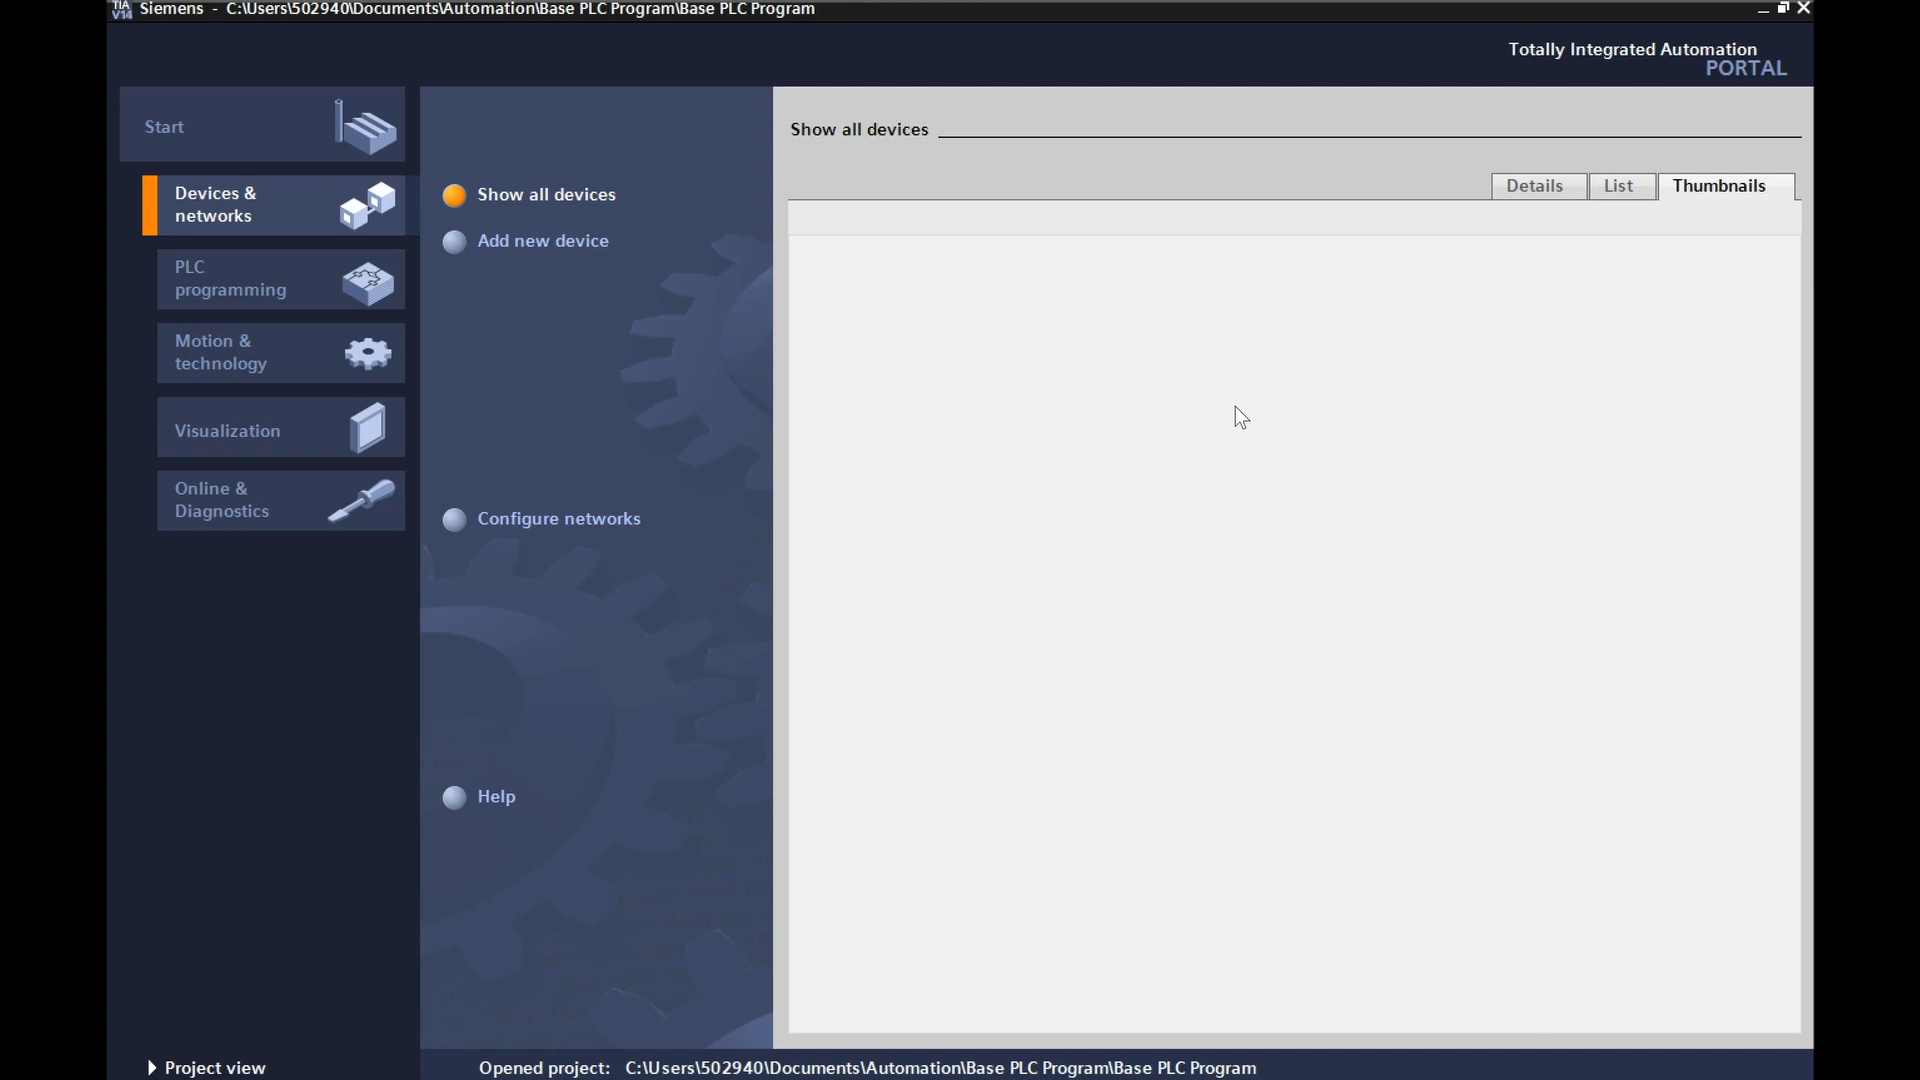 TIA
V14
Siemens - C:\Users\502940\Documents\Automation\Base PLC Program\Base PLC Program
Totally Integrated Automation
PORTAL
Start
Devices &
networks
PLC
programming
Motion &
technology
Visualization
Online &
Diagnostics
Show all devices
Add new device
Configure networks
Help
Show all devices
Details
List
Thumbnails
Project view
Opened project: C:\Users\502940\Documents\Automation\Base PLC Program\Base PLC Program